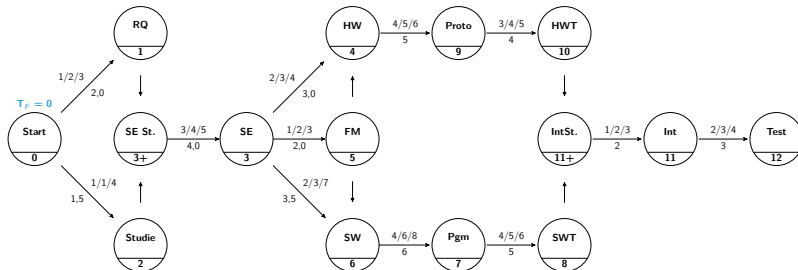 RQ
1
HW
4
4/5/6
5
Proto
9
3/4/5
4
HWT
10
1/2/3
2,0
2/3/4
3,0
T_F = 0
Start
0
SE St.
3+
3/4/5
4,0
SE
3
1/2/3
2,0
FM
5
IntSt.
11+
1/2/3
2
Int
11
2/3/4
3
Test
12
1/1/4
1,5
2/3/7
3,5
Studie
2
SW
6
4/6/8
6
Pgm
7
4/5/6
5
SWT
8